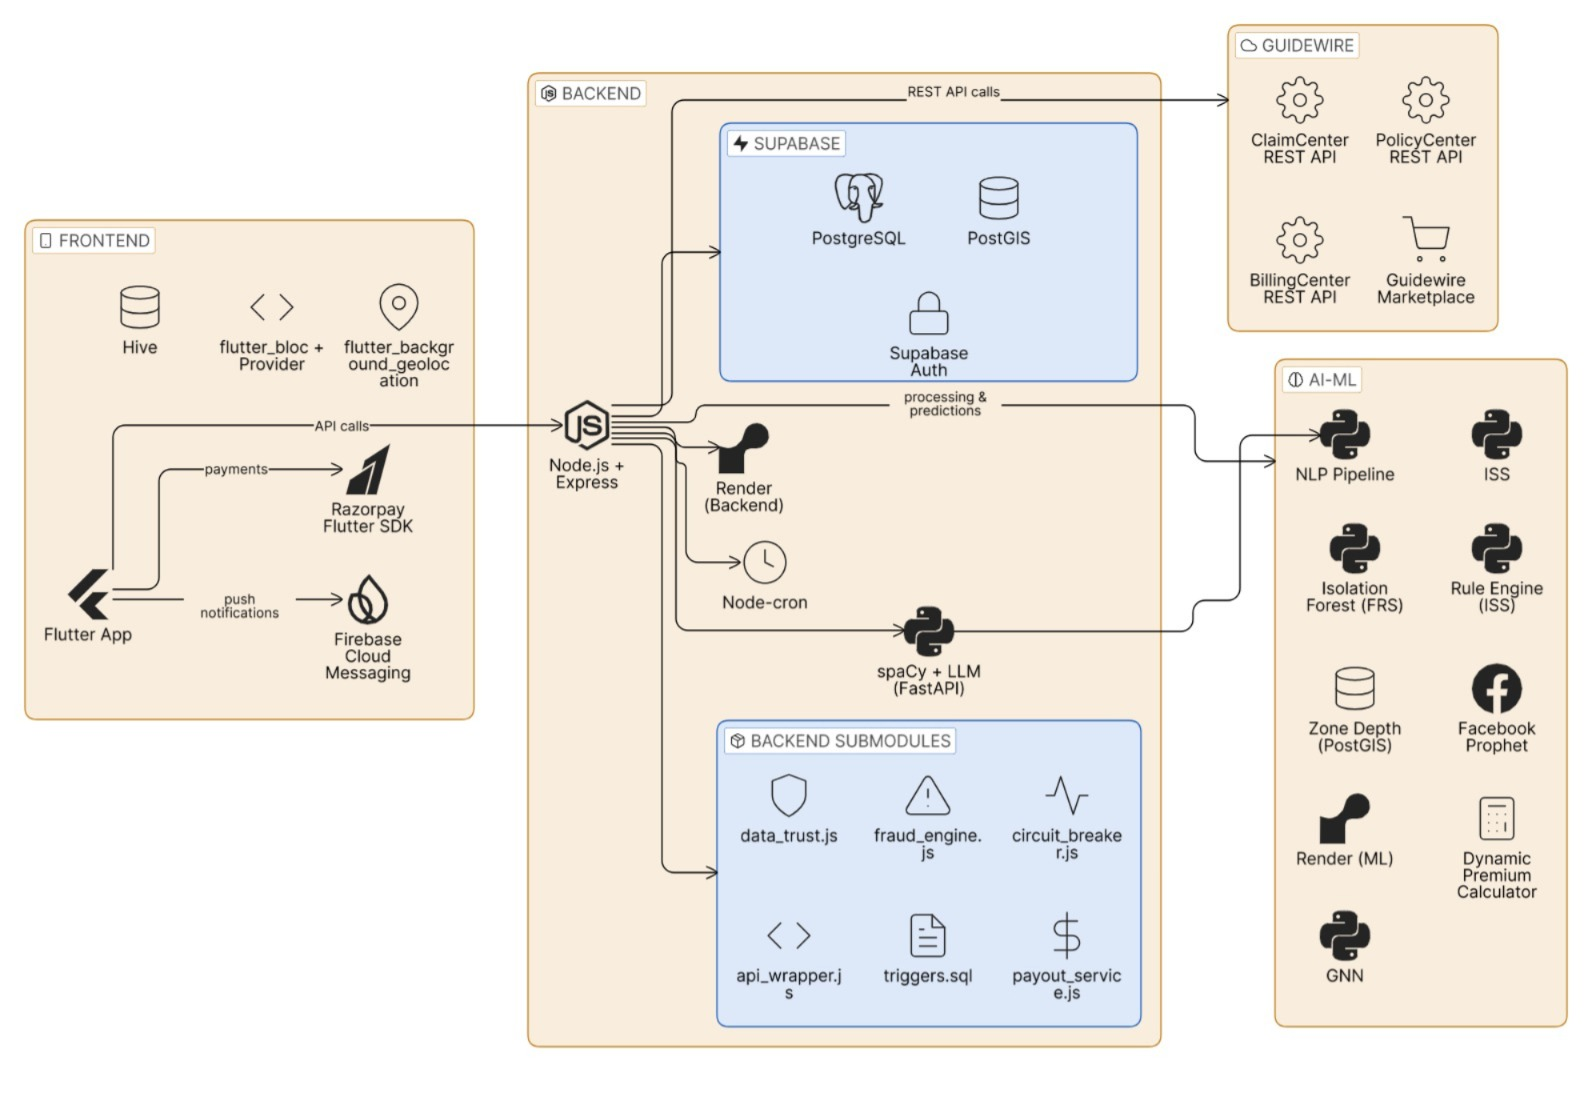 GUIDEWIRE
ClaimCenter
REST API
PolicyCenter
REST API
BillingCenter
REST API
Guidewire
Marketplace
BACKEND
REST API calls
SUPABASE
PostgreSQL
PostGIS
Supabase
Auth
FRONTEND
Hive
flutter_bloc +
Provider
flutter_backgr
ound_geoloc
ation
API calls
payments
Razorpay
Flutter SDK
push
notifications
Flutter App
Firebase
Cloud
Messaging
Node.js +
Express
processing &
predictions
Render
(Backend)
Node-cron
spaCy + LLM
(FastAPI)
BACKEND SUBMODULES
data_trust.js
fraud_engine.
js
circuit_breake
r.js
api_wrapper.j
s
triggers.sql
payout_servic
e.js
AI-ML
NLP Pipeline
ISS
Isolation
Forest (FRS)
Rule Engine
(ISS)
Zone Depth
(PostGIS)
Facebook
Prophet
Render (ML)
Dynamic
Premium
Calculator
GNN